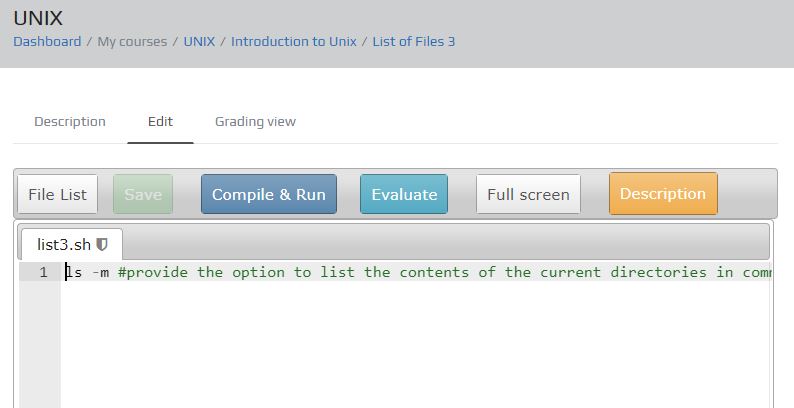 UNIX
Dashboard / My courses / UNIX / Introduction to Unix / List of Files 3
Description Edit Grading view
File List Save Compile & Run Evaluate Full screen Description
list3.sh
1 ls -m #provide the option to list the contents of the current directories in